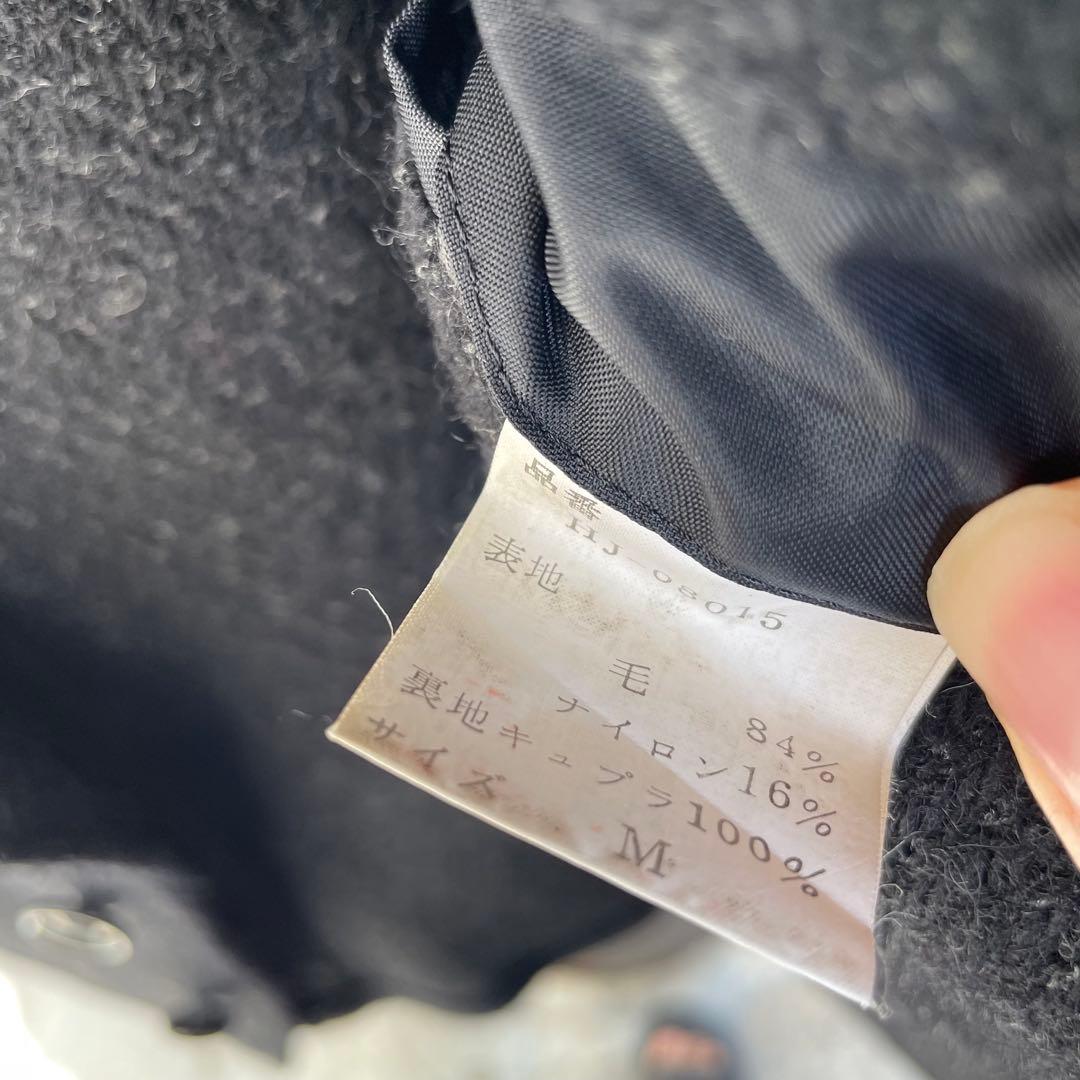 品番
HJ-08015
表地
毛 84%
ナイロン16%
裏地キュプラ100%
サイズ
M